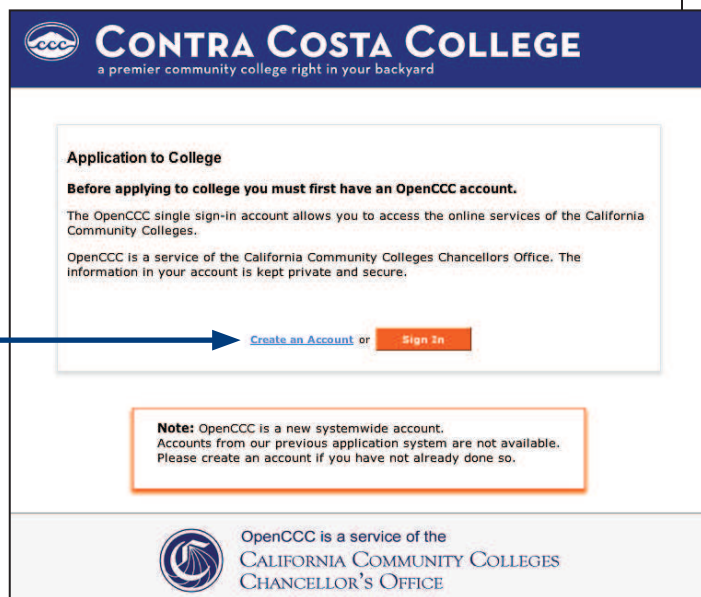 ccc
CONTRA COSTA COLLEGE
a premier community college right in your backyard
Application to College
Before applying to college you must first have an OpenCCC account.
The OpenCCC single sign-in account allows you to access the online services of the California
Community Colleges.
OpenCCC is a service of the California Community Colleges Chancellors Office. The
information in your account is kept private and secure.
Create an Account or Sign In
Note: OpenCCC is a new systemwide account.
Accounts from our previous application system are not available.
Please create an account if you have not already done so.
OpenCCC is a service of the
CALIFORNIA COMMUNITY COLLEGES
CHANCELLOR'S OFFICE